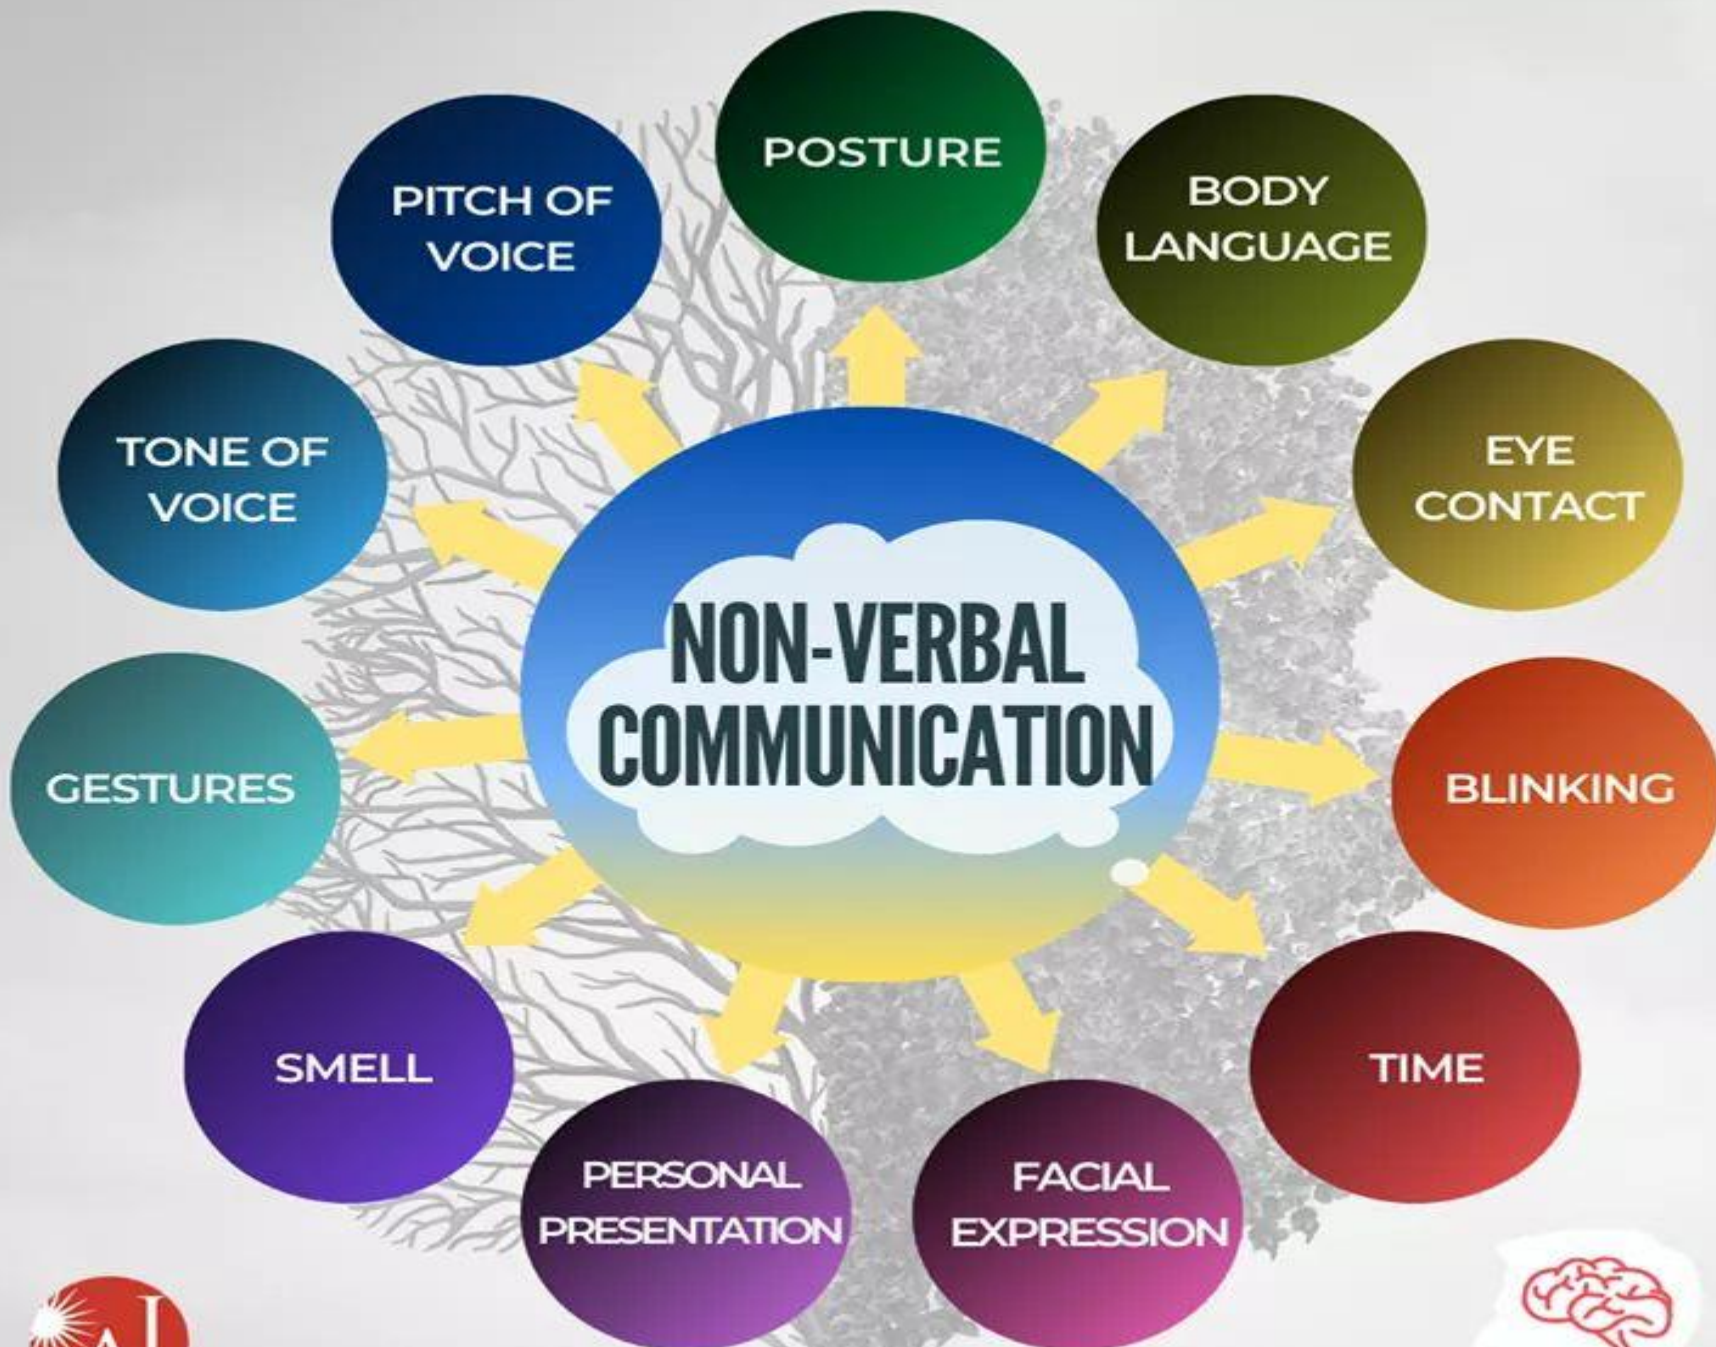 POSTURE
PITCH OF
VOICE
BODY
LANGUAGE
TONE OF
VOICE
EYE
CONTACT
NON-VERBAL
COMMUNICATION
GESTURES
BLINKING
SMELL
TIME
PERSONAL
PRESENTATION
FACIAL
EXPRESSION